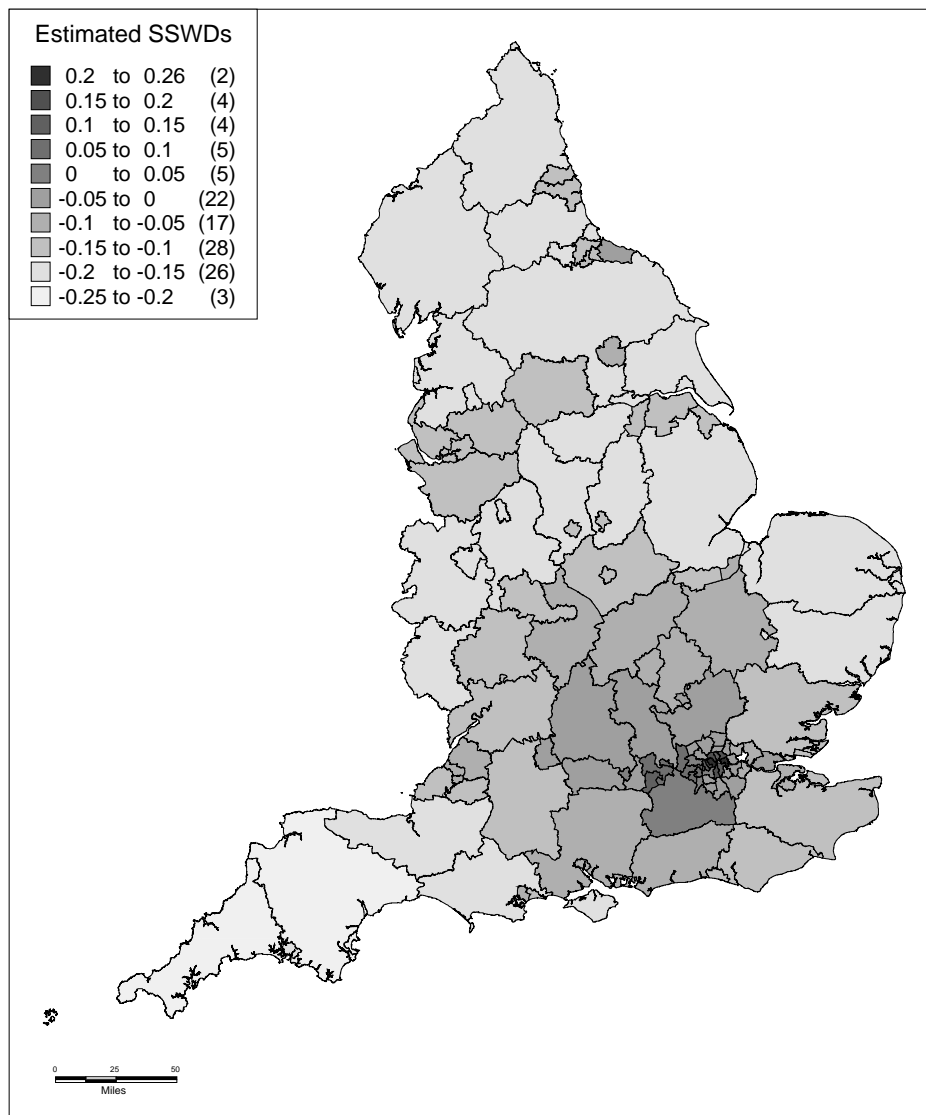 Estimated SSWDs
0.2 to 0.26 (2)
0.15 to 0.2 (4)
0.1 to 0.15 (4)
0.05 to 0.1 (5)
0 to 0.05 (5)
-0.05 to 0 (22)
-0.1 to -0.05 (17)
-0.15 to -0.1 (28)
-0.2 to -0.15 (26)
-0.25 to -0.2 (3)
0 25 50
Miles